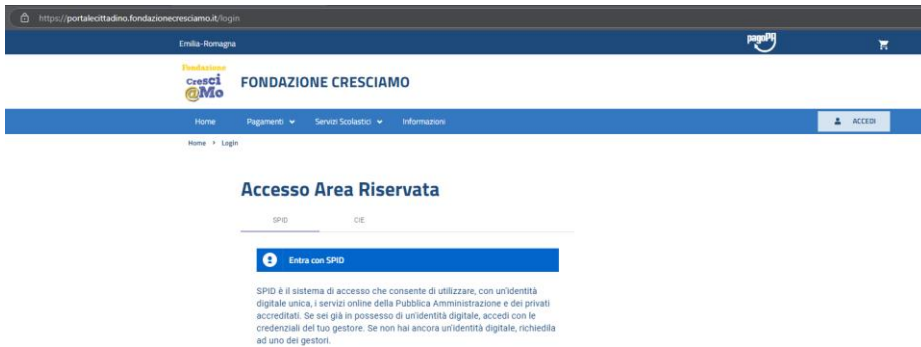 https://portalecittadino.fondazionecresciamo.it/login
Emilia-Romagna
pagoPA
Fondazione
Cresci
@Mo
FONDAZIONE CRESCIAMO
Home Pagamenti Servizi Scolastici Informazioni ACCEDI
Home > Login
Accesso Area Riservata
SPID CIE
Entra con SPID
SPID è il sistema di accesso che consente di utilizzare, con un'identità
digitale unica, i servizi online della Pubblica Amministrazione e dei privati
accreditati. Se sei già in possesso di un'identità digitale, accedi con le
credenziali del tuo gestore. Se non hai ancora un'identità digitale, richiedila
ad uno dei gestori.